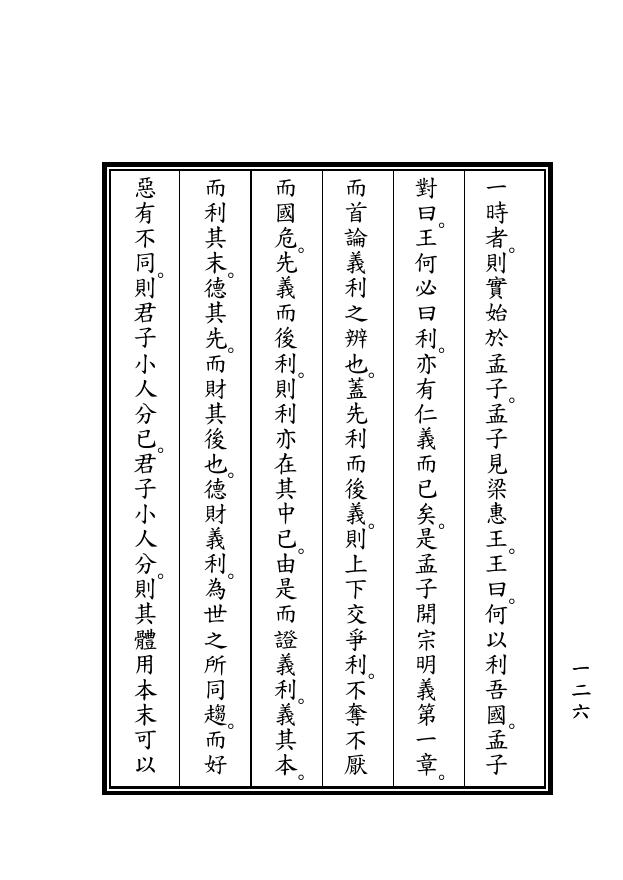 一時者。則實始於孟子。孟子見梁惠王。王曰。何以利吾國。孟子
對曰。王何必曰利。亦有仁義而已矣。是孟子開宗明義第一章。
而首論義利之辨也。蓋先利而後義。則上下交爭利。不奪不厭
而國危。先義而後利。則利亦在其中已。由是而證義利。義其本。
而利其末。德其先。而財其後也。德財義利。為世之所同趨。而好
惡有不同。則君子小人分已。君子小人分。則其體用本末可以
一二六